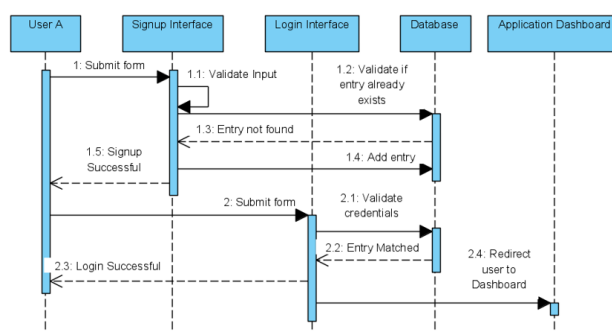 User A
Signup Interface
Login Interface
Database
Application Dashboard
1: Submit form
1.1: Validate Input
1.2: Validate if
entry already
exists
1.3: Entry not found
1.4: Add entry
1.5: Signup
Successful
2: Submit form
2.1: Validate
credentials
2.2: Entry Matched
2.3: Login Successful
2.4: Redirect
user to
Dashboard